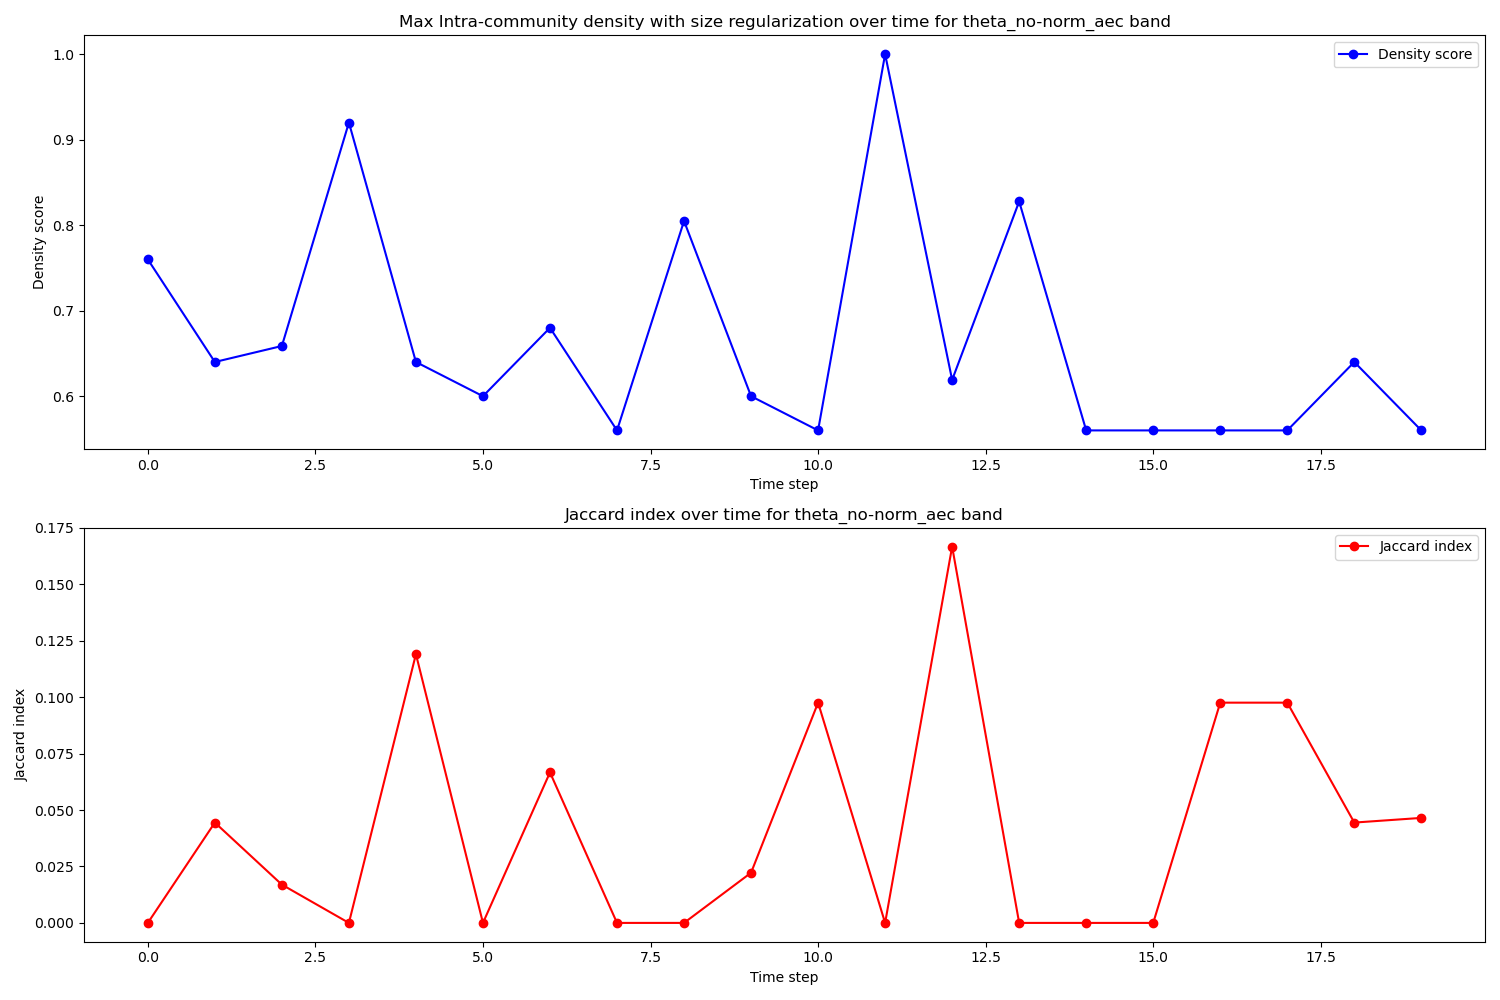 Max Intra-community density with size regularization over time for theta_no-norm_aec band
Density score
1.0
0.9
0.8
0.7
0.6
Density score
0.0 2.5 5.0 7.5 10.0 12.5 15.0 17.5
Time step
Jaccard index over time for theta_no-norm_aec band
Jaccard index
0.175
0.150
0.125
0.100
0.075
0.050
0.025
0.000
Jaccard index
0.0 2.5 5.0 7.5 10.0 12.5 15.0 17.5
Time step